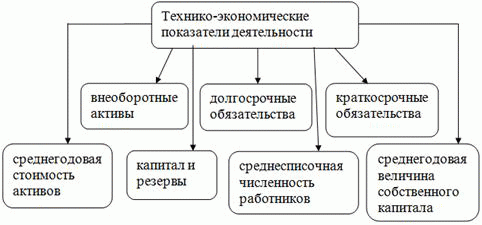 Технико-экономические
показатели деятельности
внеоборотные
активы
долгосрочные
обязательства
краткосрочные
обязательства
среднегодовая
стоимость
активов
капитал и
резервы
среднесписочная
численность
работников
среднегодовая
величина
собственного
капитала